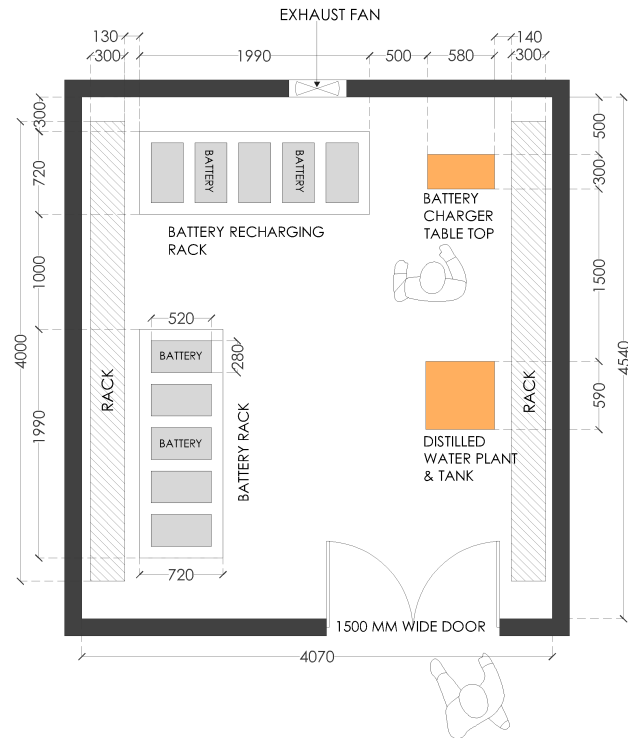 EXHAUST FAN
130
140
300
1990
500
580
300
300
720
1000
4000
1990
500
300
1500
590
4540
BATTERY
BATTERY
BATTERY RECHARGING
RACK
BATTERY
CHARGER
TABLE TOP
520
280
BATTERY
BATTERY
BATTERY RACK
RACK
RACK
DISTILLED
WATER PLANT
& TANK
720
1500 MM WIDE DOOR
4070